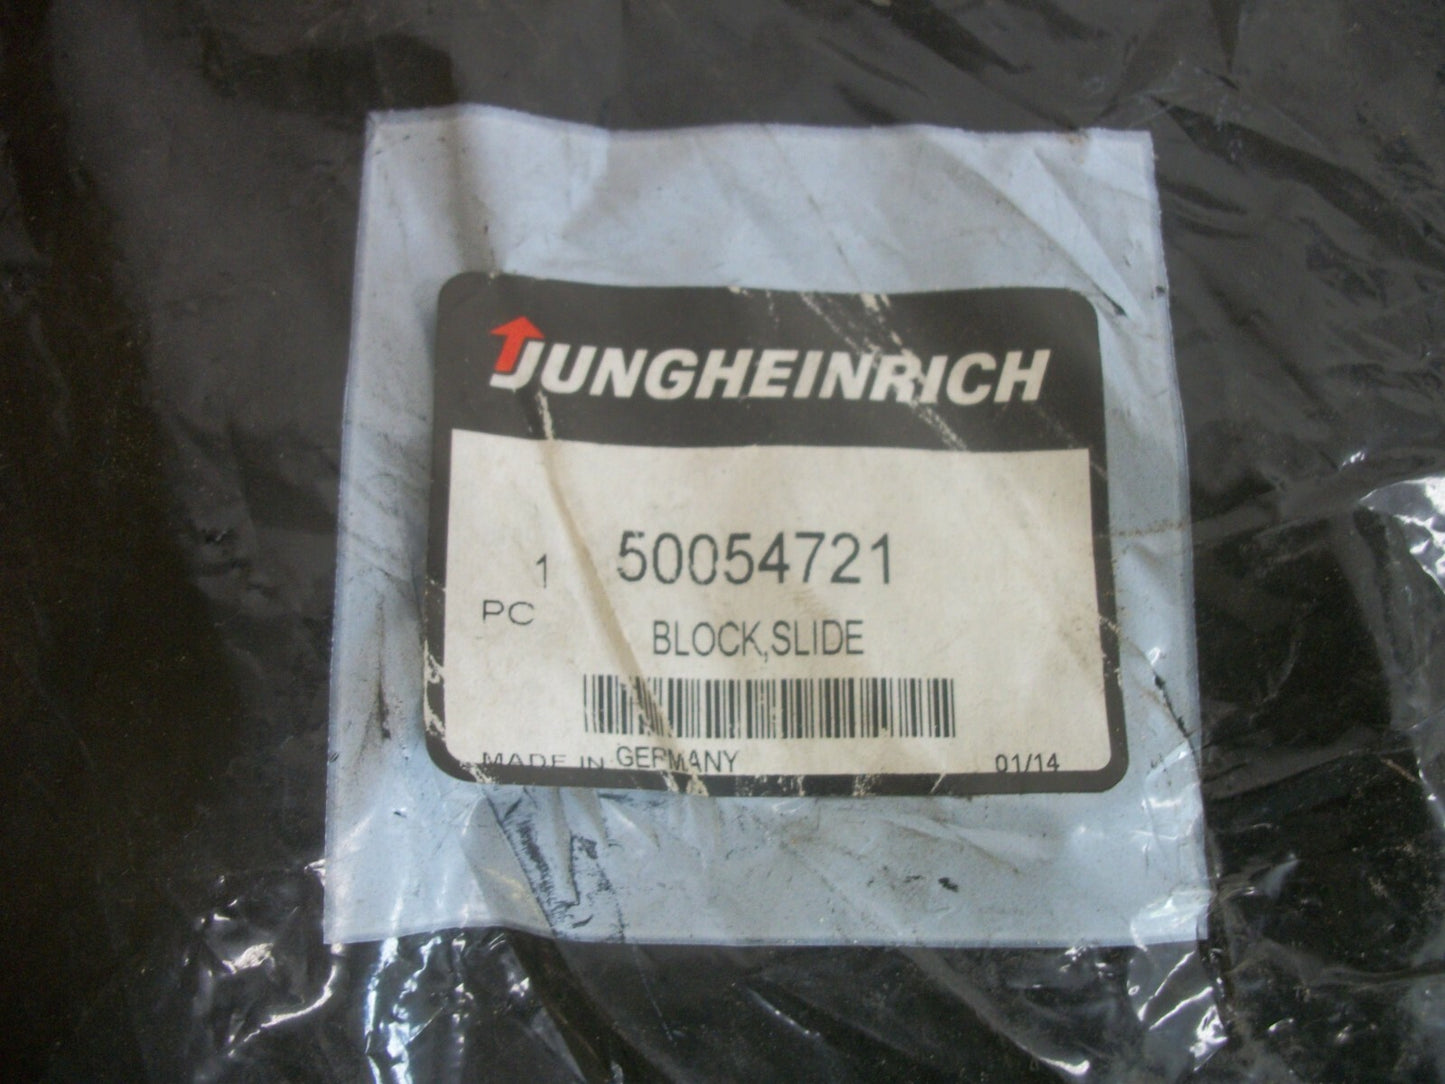 JUNGHEINRICH
1 50054721
PC
BLOCK,SLIDE
MADE IN GERMANY 01/14